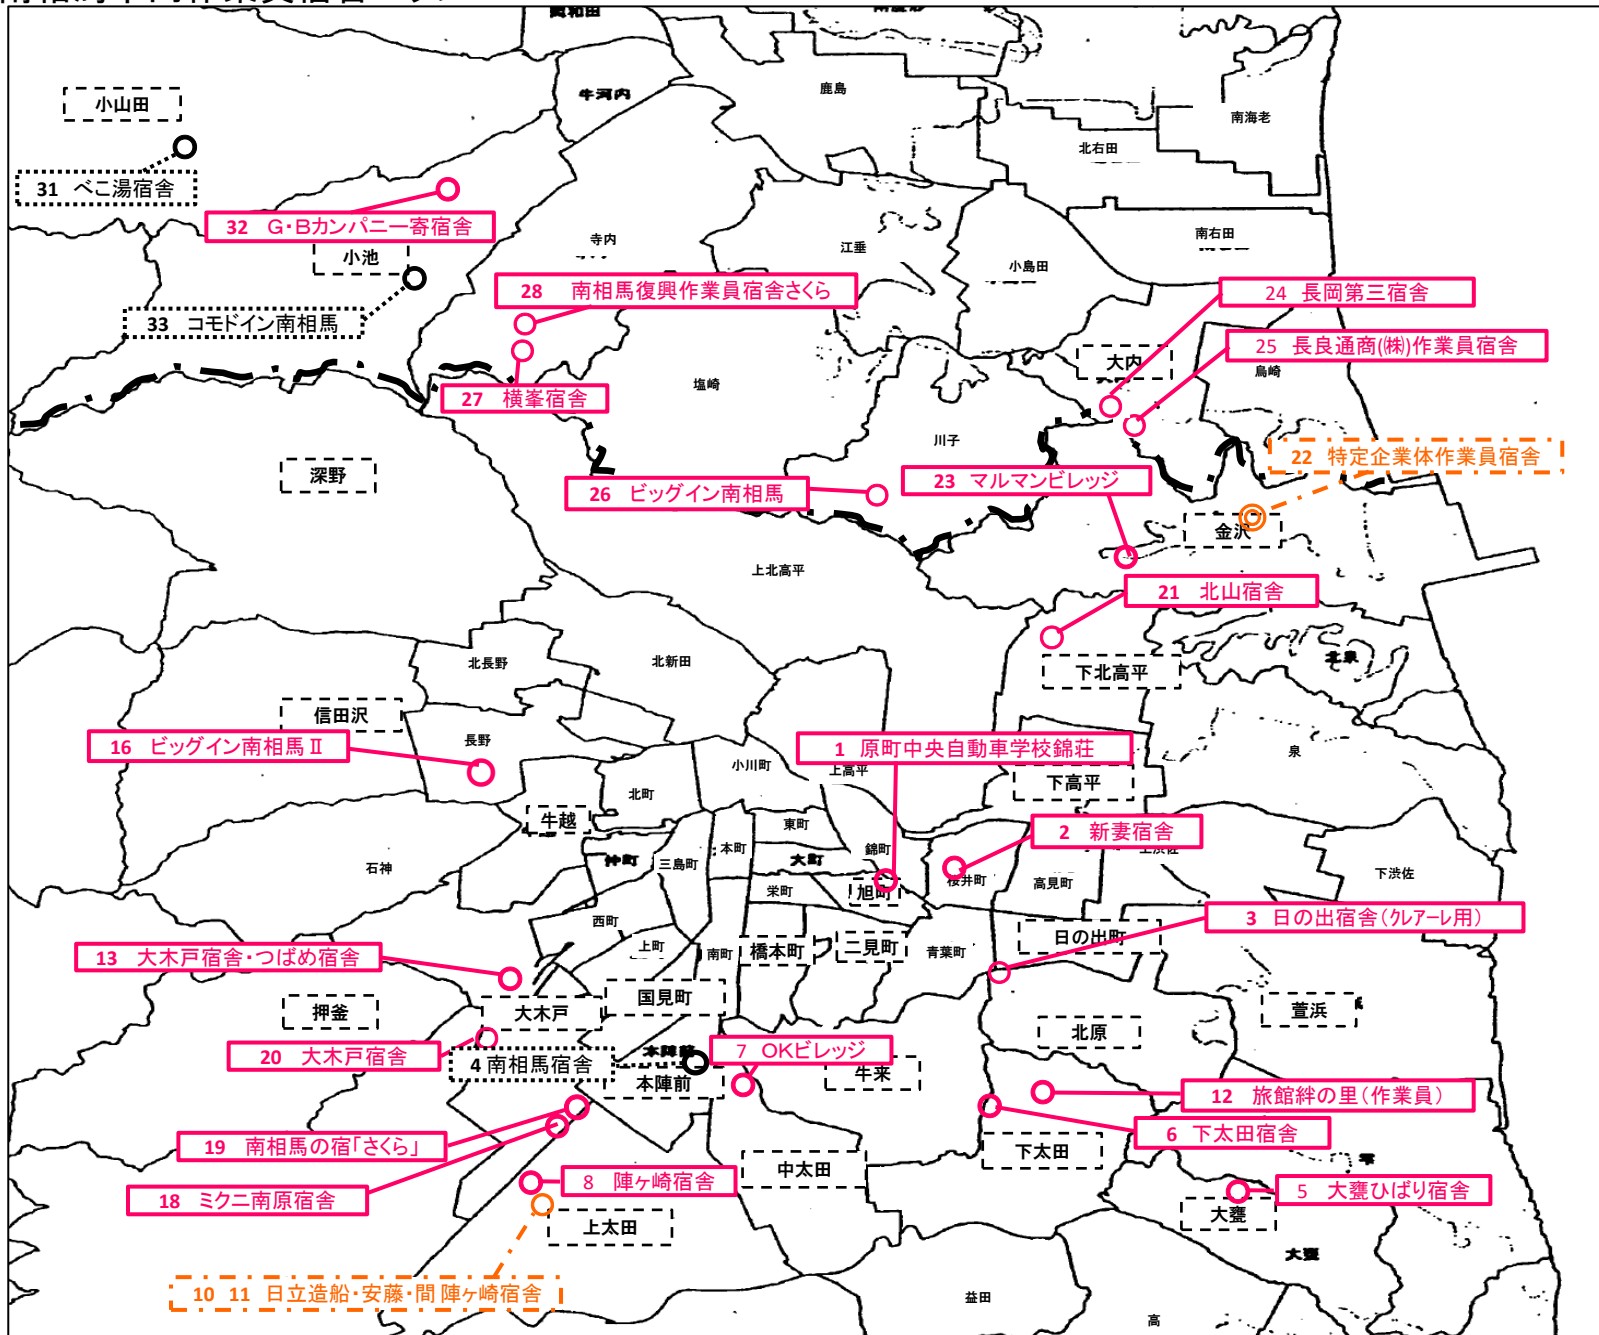 鹿島
牛河内
小山田
南海老
北右田
31 べこ湯宿舎
32 G・Bカンパニー寄宿舎
寺内
江垂
南右田
小池
小島田
28 南相馬復興作業員宿舎さくら
24 長岡第三宿舎
33 コモドイン南相馬
25 長良通商(㈱)作業員宿舎
大内
烏崎
塩崎
27 横峯宿舎
川子
22 特定企業体作業員宿舎
深野
23 マルマンビレッジ
26 ビッグイン南相馬
金沢
上北高平
21 北山宿舎
北長野
北新田
北泉
下北高平
信田沢
長野
16 ビッグイン南相馬Ⅱ
1 原町中央自動車学校錦荘
泉
小川町
上高平
下高平
北町
牛越
東町
2 新妻宿舎
本町
錦町
上渋佐
仲町
三島町
大町
石神
下渋佐
桜井町
高見町
栄町
旭町
西町
3 日の出宿舎(クレアーレ用)
上町
日の出町
南町
橋本町
二見町
青葉町
13 大木戸宿舎・つばめ宿舎
国見町
押釜
大木戸
萱浜
北原
20 大木戸宿舎
本陣前
7 OKビレッジ
4 南相馬宿舎
牛来
本陣前
12 旅館絆の里(作業員)
6 下太田宿舎
19 南相馬の宿「さくら」
下太田
雫
中太田
8 陣ヶ崎宿舎
5 大甕ひばり宿舎
18 ミクニ南原宿舎
大甕
上太田
大甕
10 11 日立造船・安藤・間 陣ヶ崎宿舎
益田
高